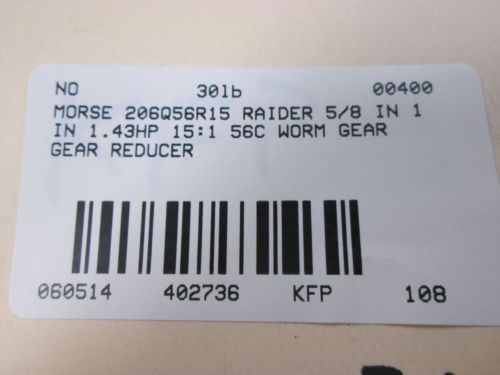 NO 301b 00400
MORSE 206Q56R15 RAIDER 5/8 IN 1
IN 1.43HP 15:1 56C WORM GEAR
GEAR REDUCER
060514 402736 KFP 108